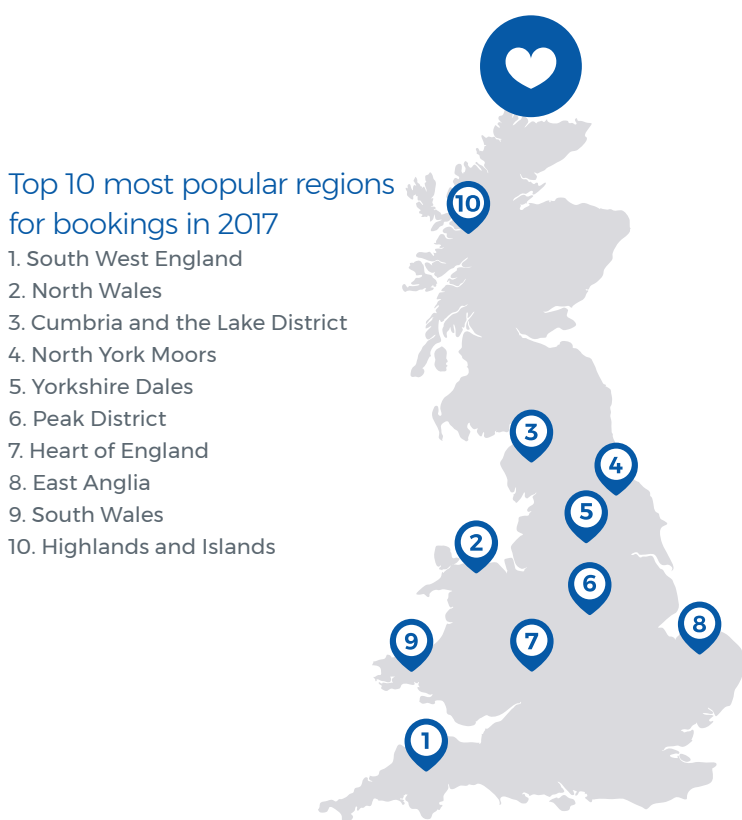 Top 10 most popular regions
for bookings in 2017
1. South West England
2. North Wales
3. Cumbria and the Lake District
4. North York Moors
5. Yorkshire Dales
6. Peak District
7. Heart of England
8. East Anglia
9. South Wales
10. Highlands and Islands
10
3
4
5
2
6
8
9
7
1